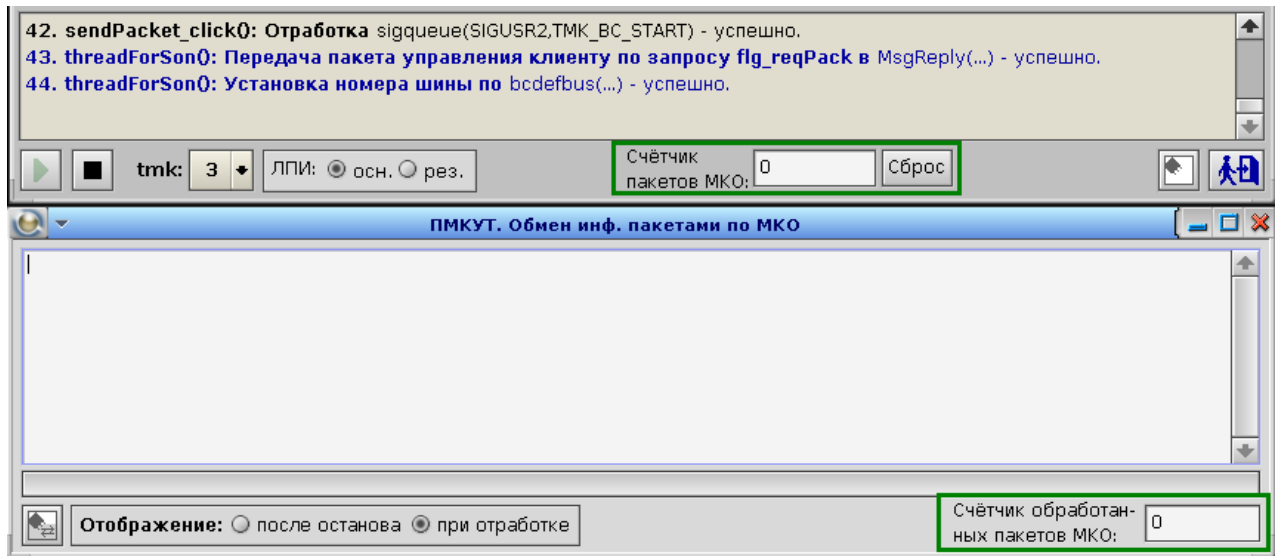 42. sendPacket_click(): Отработка sigqueue(SIGUSR2,TMK_BC_START) - успешно.
43. threadForSon(): Передача пакета управления клиенту по запросу flg_reqPack в MsgReply(...) - успешно.
44. threadForSon(): Установка номера шины по bcdefbus(...) - успешно.
tmk: 3 ЛПИ: осн. рез. Счётчик
пакетов МКО: 0 Сброс
ПМКУТ. Обмен инф. пакетами по МКО
Отображение: после останова при отработке Счётчик обработан-
ных пакетов МКО: 0